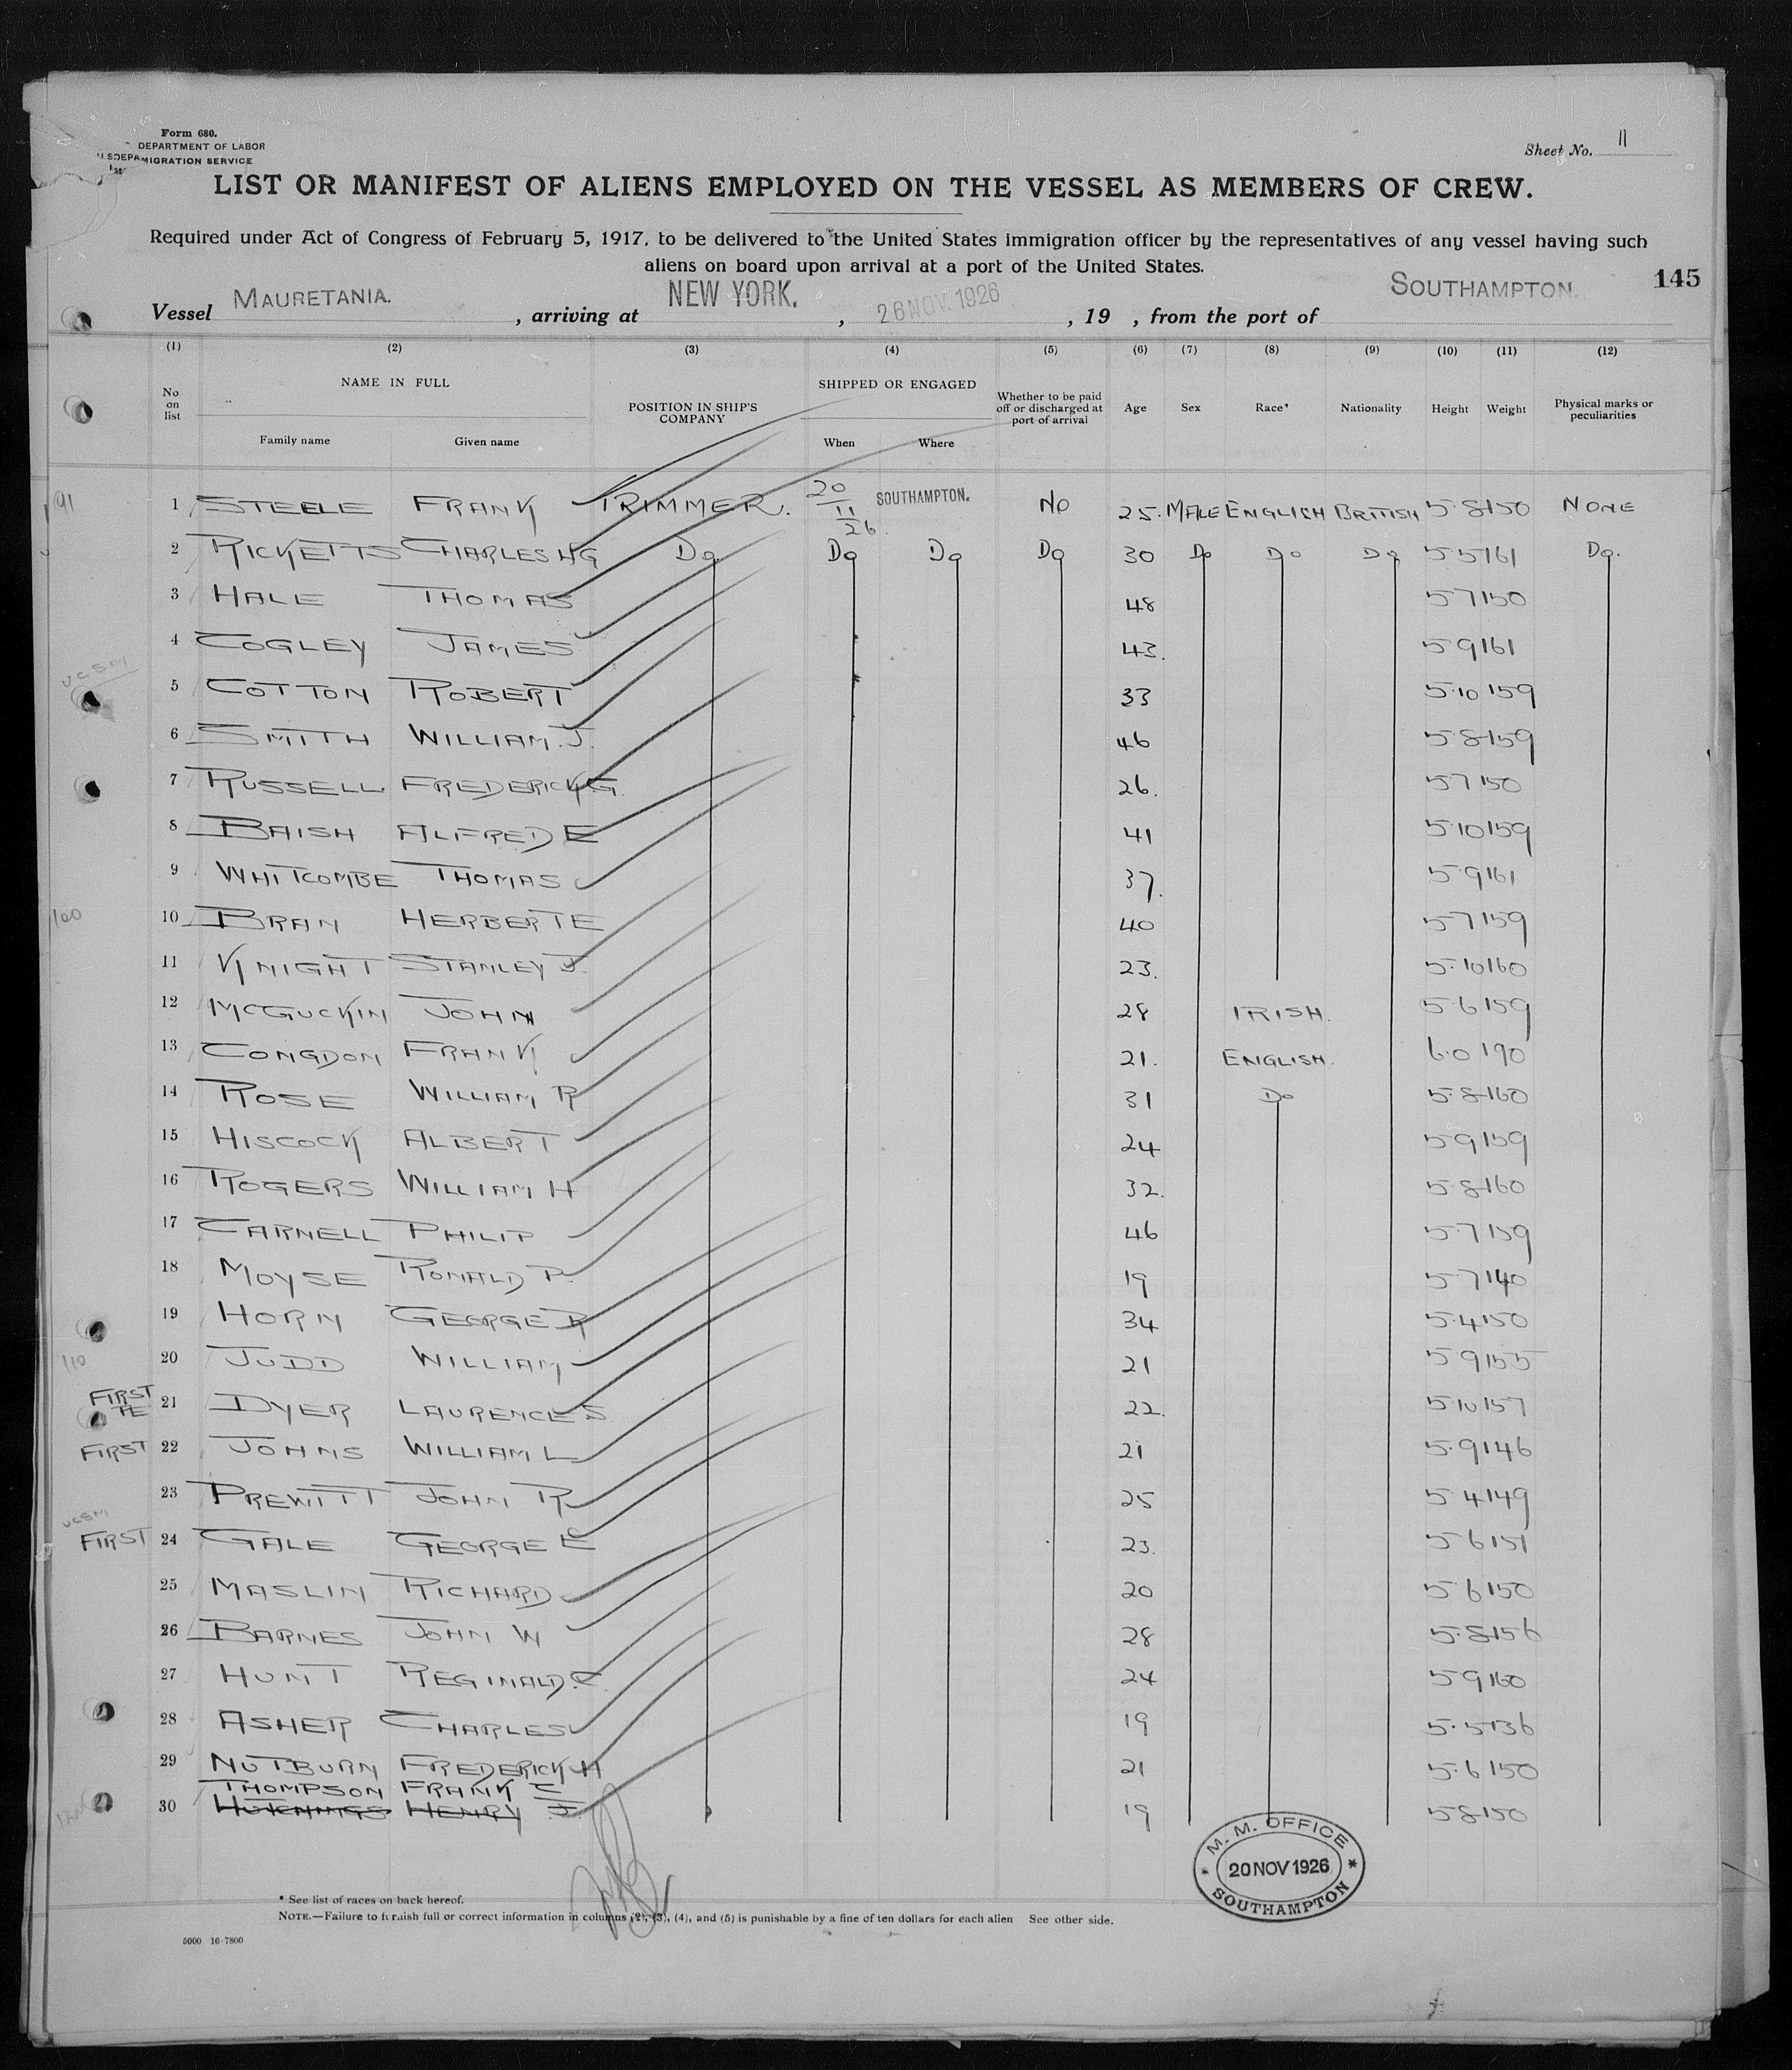 Form 680.
DEPARTMENT OF LABOR
MIGRATION SERVICE
Sheet No. 11
LIST OR MANIFEST OF ALIENS EMPLOYED ON THE VESSEL AS MEMBERS OF CREW.
Required under Act of Congress of February 5, 1917, to be delivered to the United States immigration officer by the representatives of any vessel having such
aliens on board upon arrival at a port of the United States.
145
Vessel MAURETANIA. , arriving at NEW YORK. , 26 NOV. 1926 , 19 , from the port of SOUTHAMPTON.
(1) (2) (3) (4) (5) (6) (7) (8) (9) (10) (11) (12)
No on list NAME IN FULL Family name Given name POSITION IN SHIP'S COMPANY SHIPPED OR ENGAGED When Where Whether to be paid off or discharged at port of arrival Age Sex Race* Nationality Height Weight Physical marks or peculiarities
91 1 STEELE FRANK TRIMMER. 20/11/26. SOUTHAMPTON. NO 25. MALE ENGLISH BRITISH 5.8 150 NONE
2 RICKETTS CHARLES H G Do Do Do Do 30 Do Do Do 5 5 161 Do.
3 HALE THOMAS 48 5 7 150
4 COGLEY JAMES 43. 5 9 161
UCSM
5 COTTON ROBERT 33 5.10 159
6 SMITH WILLIAM. J. 46 5.8 159
7 RUSSELL FREDERICK G. 26. 5 7 150
8 BAISH ALFRED E 41 5.10 159
9 WHITCOMBE THOMAS 37. 5.9 161
100 10 BRAN HERBERT E 40 5.7 159
11 KNIGHT STANLEY J. 23. 5.10 160
12 MCGUCKIN JOHN 28 IRISH. 5.6 159
13 CONGDON FRANK 21. ENGLISH. 6.0 190
14 ROSE WILLIAM R 31 Do 5.8 160
15 HISCOCK ALBERT 24 5 9 159
16 ROGERS WILLIAM H 32. 5.8 160
17 CARNELL PHILIP 46 5.7 159
18 MOYSE RONALD P. 19 5.7 140
19 HORN GEORGE R 34 5.4 150
110 20 JUDD WILLIAM 21 5 9 155
FIRST 21 DYER LAURENCE S. 22. 5.10 157
FIRST 22 JOHNS WILLIAM L 21 5.9 146
23 PREWITT JOHN R 25 5.4 149
UCSM
FIRST 24 GALE GEORGE E 23. 5 6 151
25 MASLIN RICHARD 20 5.6 150
26 BARNES JOHN W 28 5.8 156
27 HUNT REGINALD. C 24 5 9 160
28 ASHER CHARLES 19 5.5 136
29 NUTBURN FREDERICK H 21 5.6 150
THOMPSON FRANK C
30 HUTCHINGS HENRY J 19 5 8 150
M. M. OFFICE
20 NOV 1926
SOUTHAMPTON
* See list of races on back hereof.
NOTE.—Failure to furnish full or correct information in columns (2), (3), (4), and (5) is punishable by a fine of ten dollars for each alien See other side.
5000 16-7800